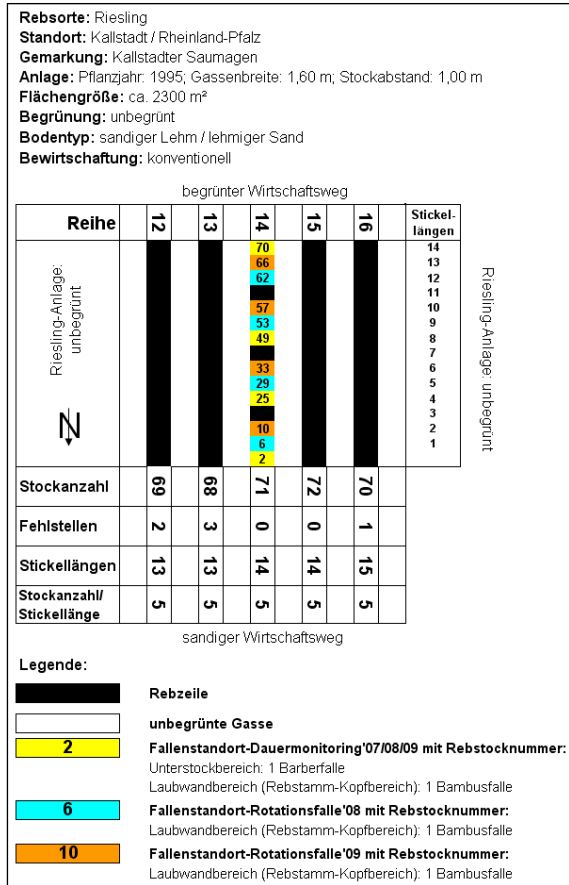 Rebsorte: Riesling
Standort: Kallstadt / Rheinland-Pfalz
Gemarkung: Kallstadter Saumagen
Anlage: Pflanzjahr: 1995; Gassenbreite: 1,60 m; Stockabstand: 1,00 m
Flächengröße: ca. 2300 m²
Begrünung: unbegrünt
Bodentyp: sandiger Lehm / lehmiger Sand
Bewirtschaftung: konventionell
begrünter Wirtschaftsweg
Reihe 12 13 14 15 16 Stickel-
längen
70 14
66 13
62 12
11
57 10
53 9
49 8
7
33 6
29 5
25 4
3
10 2
6 1
2
Riesling-Anlage:
unbegrünt
N
Riesling-Anlage: unbegrünt
Stockanzahl 69 68 71 72 70
Fehlstellen 2 3 0 0 1
Stickellängen 13 13 14 14 15
Stockanzahl/
Stickellänge 5 5 5 5 5
sandiger Wirtschaftsweg
Legende:
Rebzeile
unbegrünte Gasse
2 Fallenstandort-Dauermonitoring'07/08/09 mit Rebstocknummer:
Unterstockbereich: 1 Barberfalle
Laubwandbereich (Rebstamm-Kopfbereich): 1 Bambusfalle
6 Fallenstandort-Rotationsfalle'08 mit Rebstocknummer:
Laubwandbereich (Rebstamm-Kopfbereich): 1 Bambusfalle
10 Fallenstandort-Rotationsfalle'09 mit Rebstocknummer:
Laubwandbereich (Rebstamm-Kopfbereich): 1 Bambusfalle